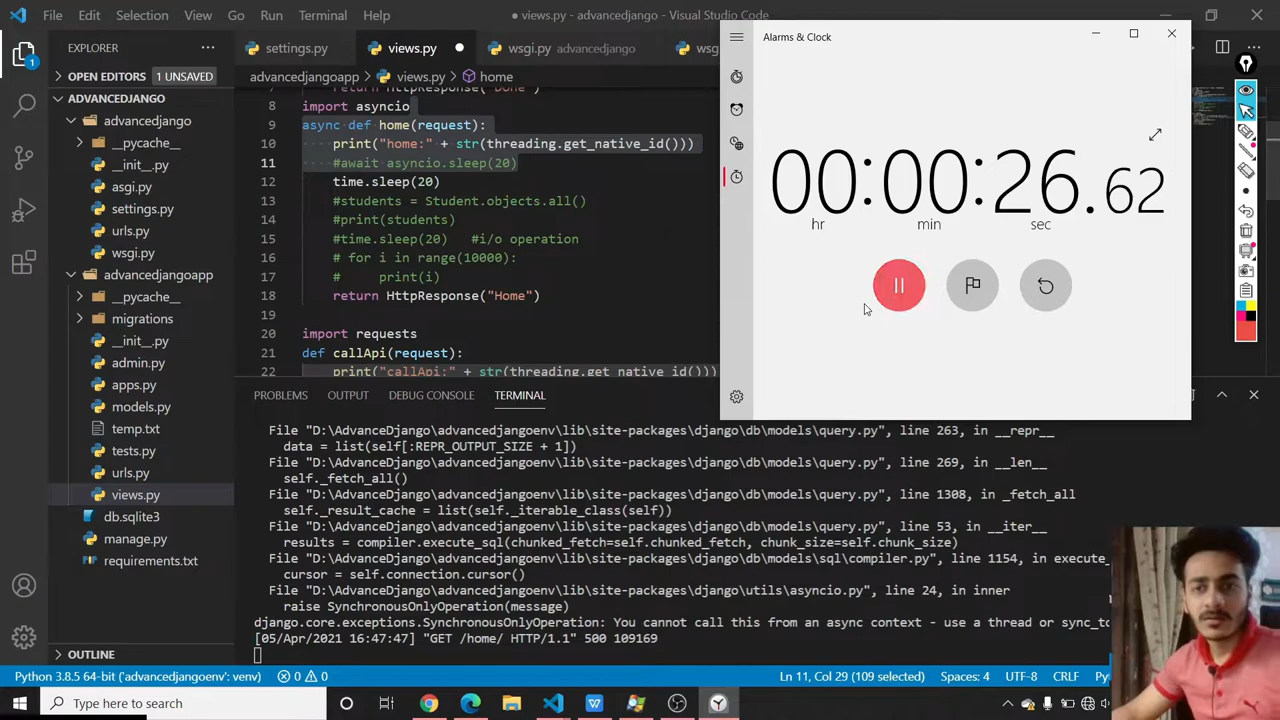 File Edit Selection View Go Run Terminal Help
● views.py - advancedjango - Visual Studio Code
EXPLORER
OPEN EDITORS 1 UNSAVED
ADVANCEDJANGO
advancedjango
__pycache__
__init__.py
asgi.py
settings.py
urls.py
wsgi.py
advancedjangoapp
__pycache__
migrations
__init__.py
admin.py
apps.py
models.py
temp.txt
tests.py
urls.py
views.py
db.sqlite3
manage.py
requirements.txt
OUTLINE
settings.py views.py wsgi.py advancedjango
advancedjangoapp > views.py > home
8 import asyncio
9 async def home(request):
10 print("home:" + str(threading.get_native_id()))
11 #await asyncio.sleep(20)
12 time.sleep(20)
13 #students = Student.objects.all()
14 #print(students)
15 #time.sleep(20) #i/o operation
16 # for i in range(10000):
17 # print(i)
18 return HttpResponse("Home")
20 import requests
21 def callApi(request):
22 print("callApi:" + str(threading.get_native_id()))
Alarms & Clock
00:00:26.62
hr min sec
PROBLEMS OUTPUT DEBUG CONSOLE TERMINAL
File "D:\AdvanceDjango\advancedjangoenv\lib\site-packages\django\db\models\query.py", line 263, in __repr__
data = list(self[:REPR_OUTPUT_SIZE + 1])
File "D:\AdvanceDjango\advancedjangoenv\lib\site-packages\django\db\models\query.py", line 269, in __len__
self._fetch_all()
File "D:\AdvanceDjango\advancedjangoenv\lib\site-packages\django\db\models\query.py", line 1308, in _fetch_all
self._result_cache = list(self._iterable_class(self))
File "D:\AdvanceDjango\advancedjangoenv\lib\site-packages\django\db\models\query.py", line 53, in __iter__
results = compiler.execute_sql(chunked_fetch=self.chunked_fetch, chunk_size=self.chunk_size)
File "D:\AdvanceDjango\advancedjangoenv\lib\site-packages\django\db\models\sql\compiler.py", line 1154, in execute_
cursor = self.connection.cursor()
File "D:\AdvanceDjango\advancedjangoenv\lib\site-packages\django\utils\asyncio.py", line 24, in inner
raise SynchronousOnlyOperation(message)
django.core.exceptions.SynchronousOnlyOperation: You cannot call this from an async context - use a thread or sync_to
[05/Apr/2021 16:47:47] "GET /home/ HTTP/1.1" 500 109169
Python 3.8.5 64-bit ('advancedjangoenv': venv) 0 0 Ln 11, Col 29 (109 selected) Spaces: 4 UTF-8 CRLF
Type here to search